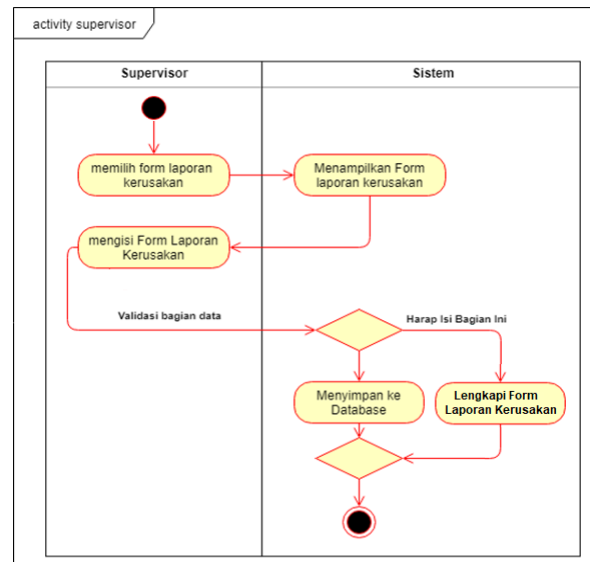 activity supervisor
Supervisor
Sistem
memilih form laporan
kerusakan
Menampilkan Form
laporan kerusakan
mengisi Form Laporan
Kerusakan
Validasi bagian data
Harap Isi Bagian Ini
Menyimpan ke
Database
Lengkapi Form
Laporan Kerusakan